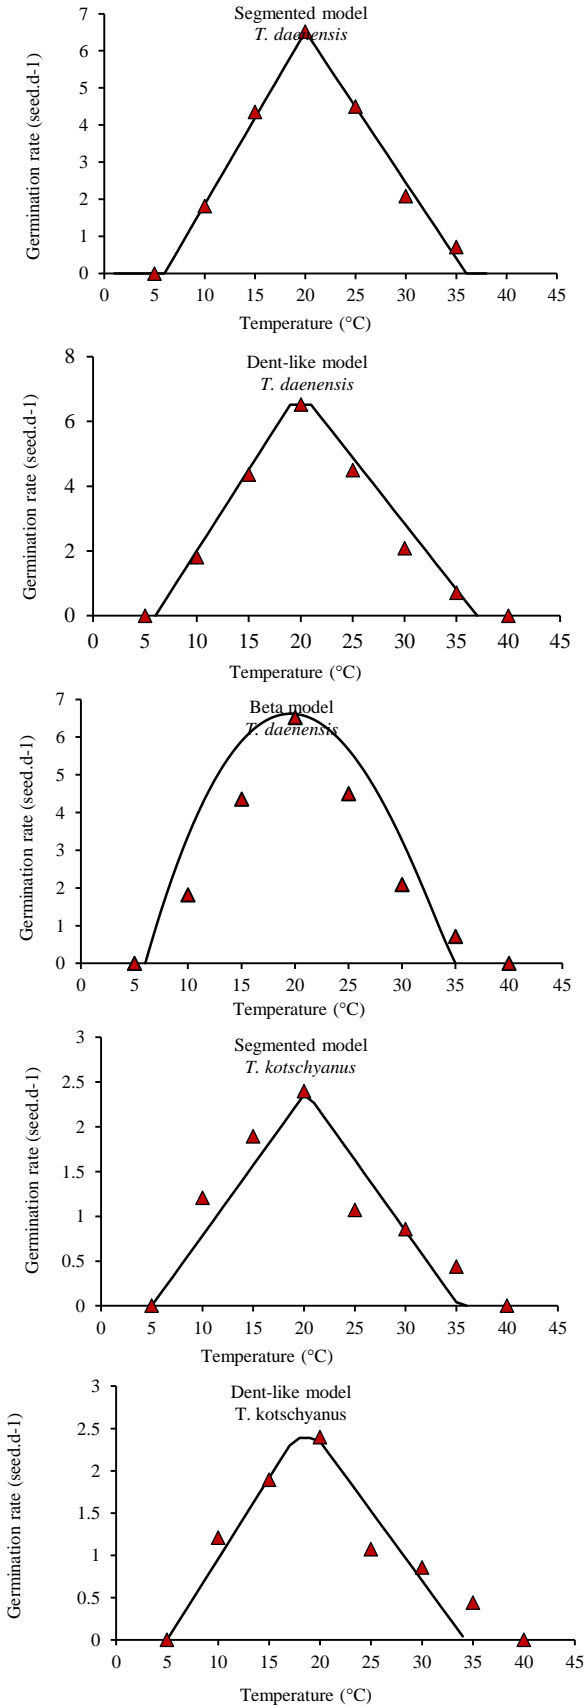 Segmented model
T. daenensis
Germination rate (seed.d-1)
7
6
5
4
3
2
1
0
0 5 10 15 20 25 30 35 40 45
Temperature (°C)
Dent-like model
T. daenensis
Germination rate (seed.d-1)
8
6
4
2
0
0 5 10 15 20 25 30 35 40 45
Temperature (°C)
Beta model
T. daenensis
Germination rate (seed.d-1)
7
6
5
4
3
2
1
0
0 5 10 15 20 25 30 35 40 45
Temperature (°C)
Segmented model
T. kotschyanus
Germination rate (seed.d-1)
3
2.5
2
1.5
1
0.5
0
0 5 10 15 20 25 30 35 40 45
Temperature (°C)
Dent-like model
T. kotschyanus
Germination rate (seed.d-1)
3
2.5
2
1.5
1
0.5
0
0 5 10 15 20 25 30 35 40 45
Temperature (°C)